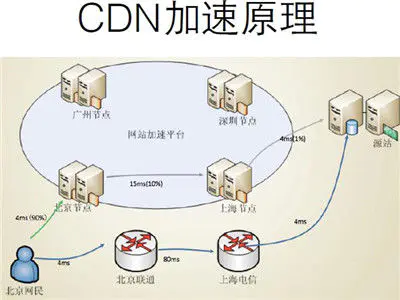 CDN加速原理
广州节点
深圳节点
网站加速平台
源站
4ms(1%)
15ms(10%)
北京节点
上海节点
4ms (90%)
4ms
4ms
80ms
北京网民
北京联通
上海电信